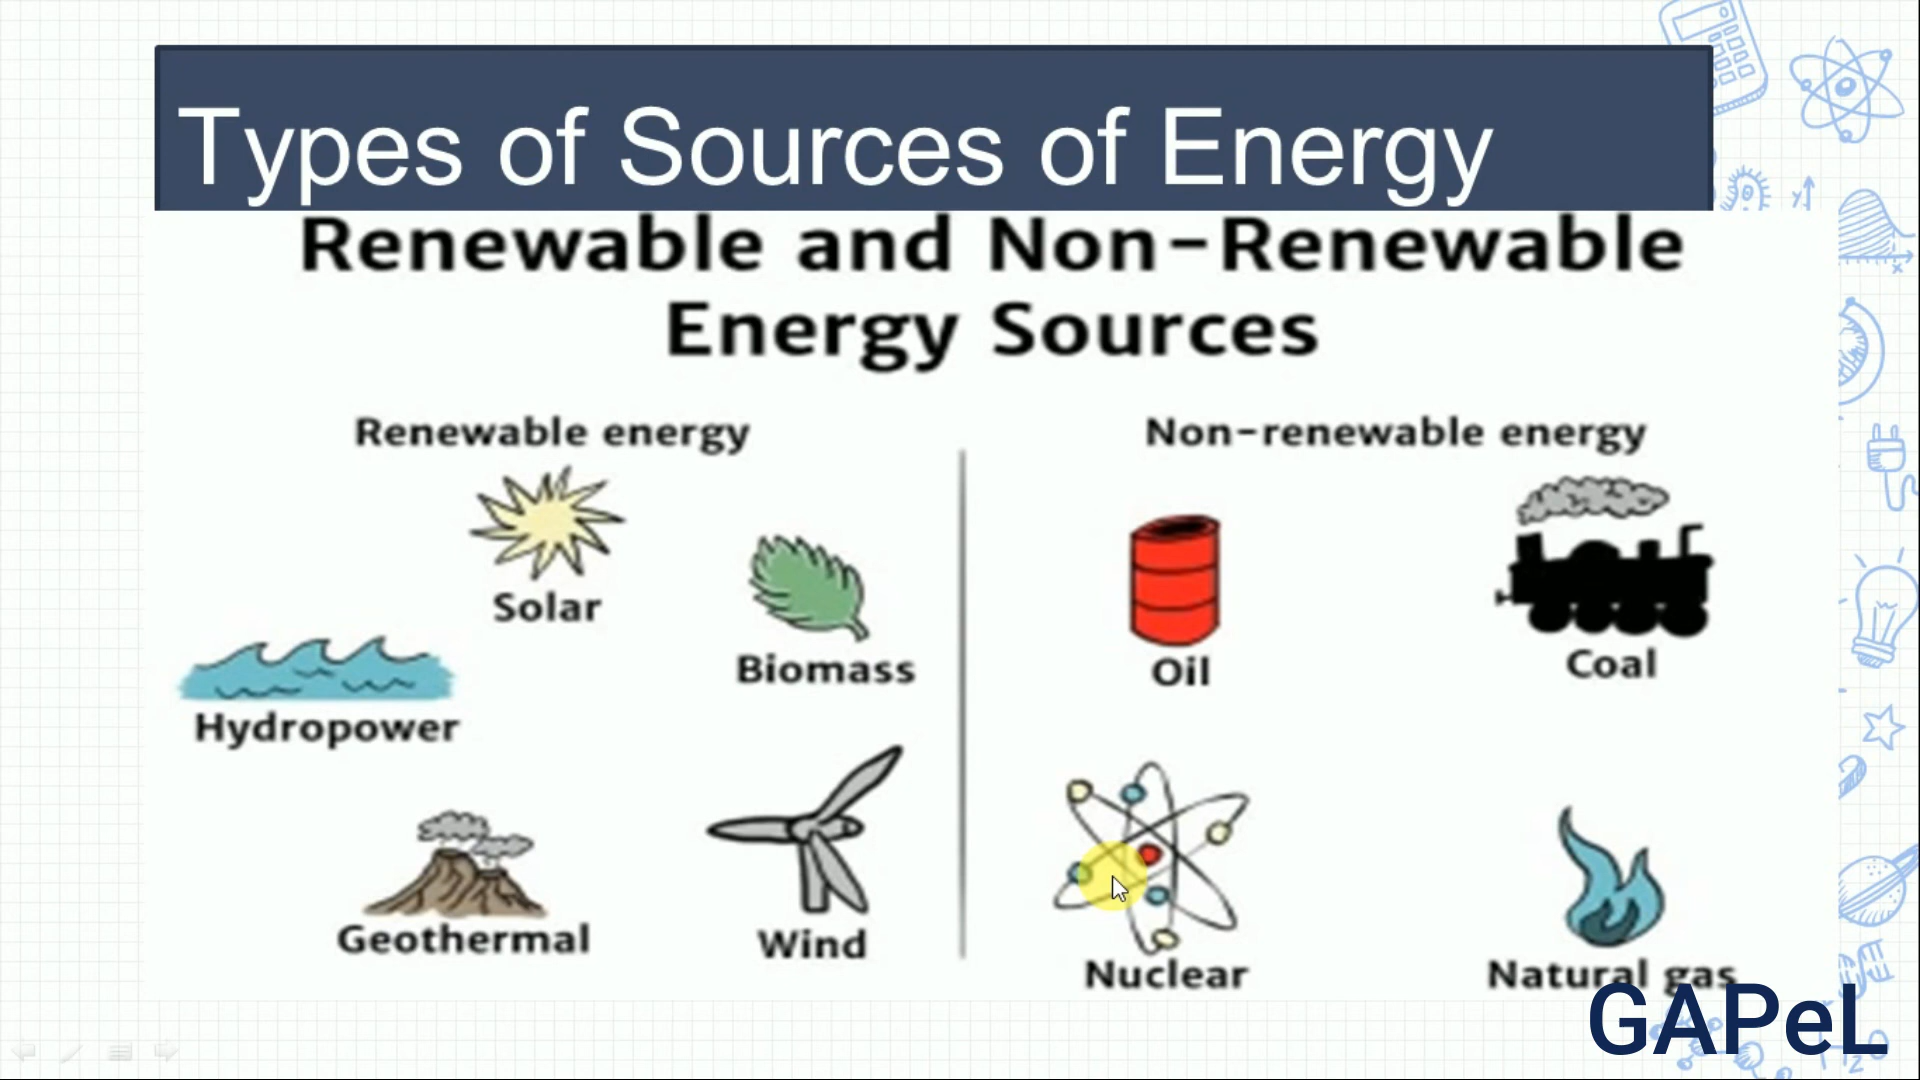 Types of Sources of Energy
Renewable and Non-Renewable
Energy Sources
Renewable energy
Solar
Biomass
Hydropower
Geothermal
Wind
Non-renewable energy
Oil
Coal
Nuclear
Natural gas
GAPeL